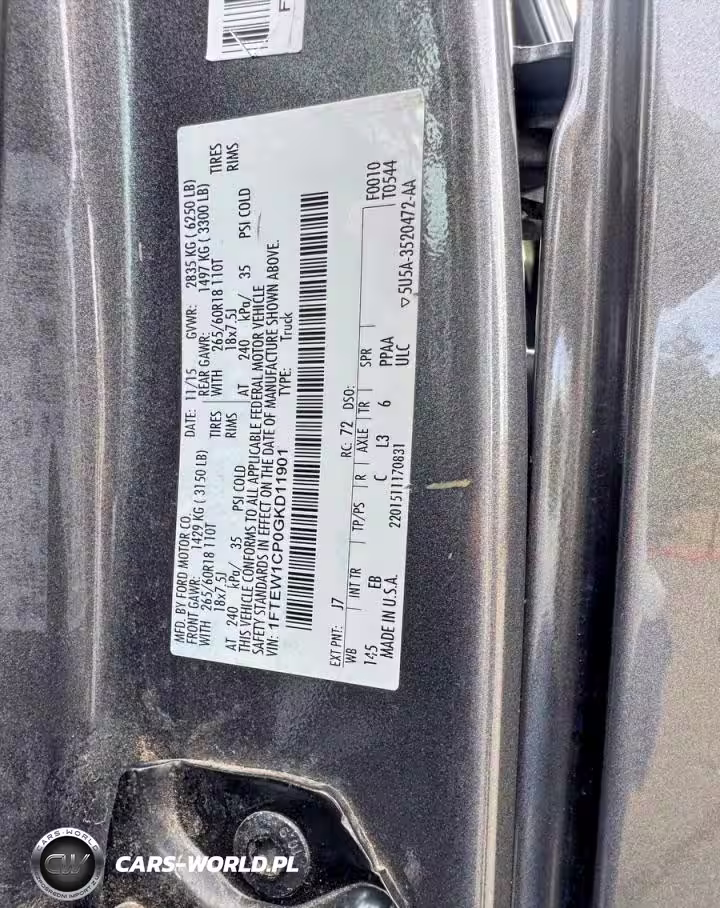 F
MFD. BY FORD MOTOR CO.
DATE: 11/15
GVWR: 2835 KG ( 6250 LB)
FRONT GAWR: 1429 KG ( 3150 LB)
REAR GAWR: 1497 KG ( 3300 LB)
WITH 265/60R18 110T TIRES
WITH 265/60R18 110T TIRES
18x7.5J RIMS
18x7.5J RIMS
AT 240 kPa/ 35 PSI COLD
AT 240 kPa/ 35 PSI COLD
THIS VEHICLE CONFORMS TO ALL APPLICABLE FEDERAL MOTOR VEHICLE
SAFETY STANDARDS IN EFFECT ON THE DATE OF MANUFACTURE SHOWN ABOVE.
VIN: 1FTEW1CP0GKD11901
TYPE: Truck
F0010
T0544
EXT PNT: J7 RC: 72 DSO:
WB INT TR TP/PS R AXLE TR SPR
145 EB C L3 6 PPAA
MADE IN U.S.A. 2201511170831 ULC
▽5U5A-3520472-AA
CARS-WORLD
CW
CARS-WORLD.PL